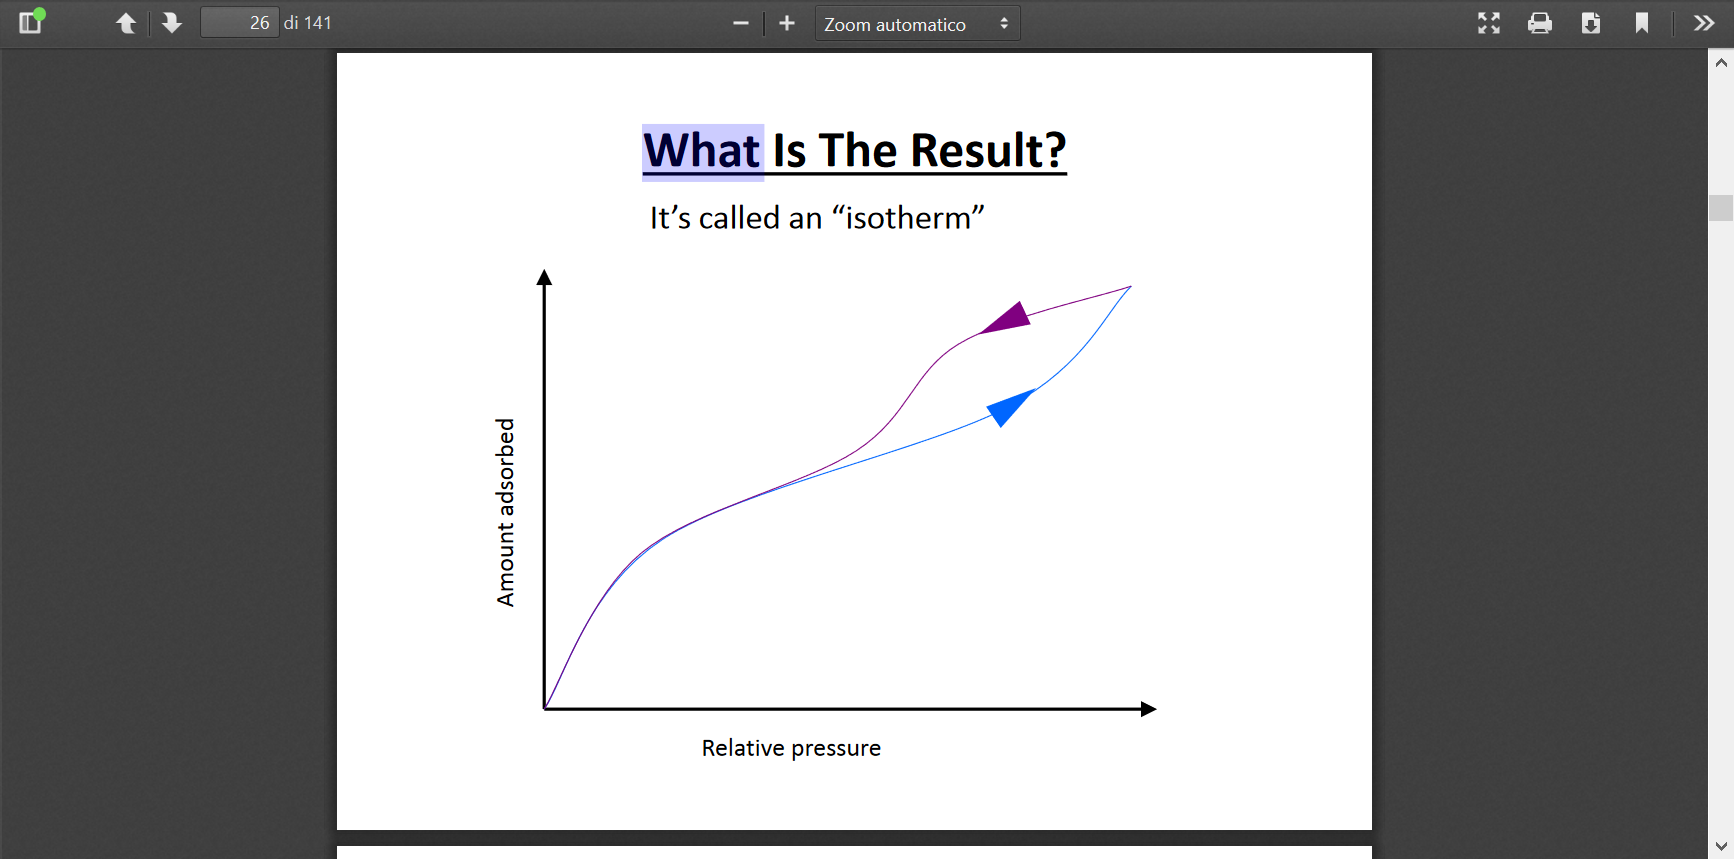 26 di 141
Zoom automatico
What Is The Result?
It’s called an “isotherm”
Amount adsorbed
Relative pressure